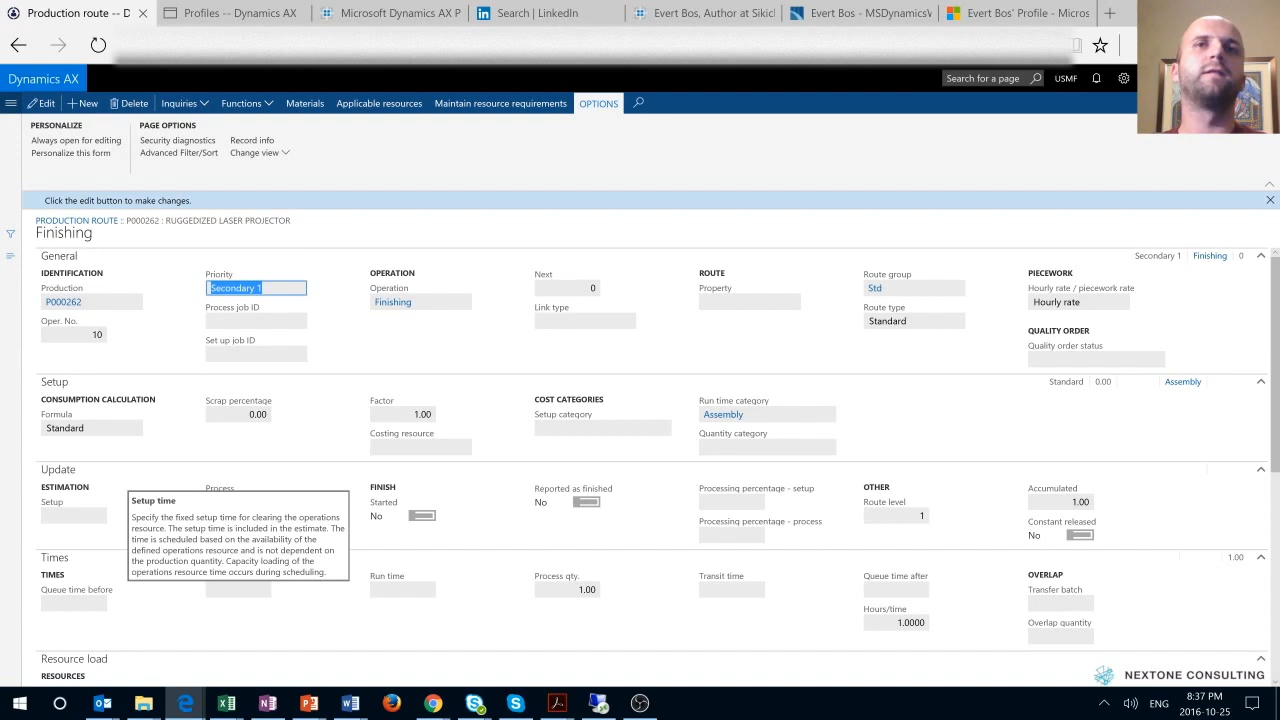 Production route -- D
Profiles -- Dynamics AX
Microsoft Dynamics AX P
Search | LinkedIn
Evert Bos, Author at Sikich
Evert Bos - MSDynamicsV
Evert Bos' Profile - Micros
Dynamics AX
Search for a page
USMF
Edit
New
Delete
Inquiries
Functions
Materials
Applicable resources
Maintain resource requirements
OPTIONS
PERSONALIZE
Always open for editing
Personalize this form
PAGE OPTIONS
Security diagnostics
Advanced Filter/Sort
Record info
Change view
Click the edit button to make changes.
PRODUCTION ROUTE :: P000262 : RUGGEDIZED LASER PROJECTOR
Finishing
General
Secondary 1
Finishing
0
IDENTIFICATION
Production
P000262
Oper. No.
10
Priority
Secondary 1
Process job ID
Set up job ID
OPERATION
Operation
Finishing
Next
0
Link type
ROUTE
Property
Route group
Std
Route type
Standard
PIECEWORK
Hourly rate / piecework rate
Hourly rate
QUALITY ORDER
Quality order status
Setup
Standard
0.00
Assembly
CONSUMPTION CALCULATION
Formula
Standard
Scrap percentage
0.00
Factor
1.00
Costing resource
COST CATEGORIES
Setup category
Run time category
Assembly
Quantity category
Update
ESTIMATION
Setup
Process
FINISH
Started
No
Reported as finished
No
Processing percentage - setup
Processing percentage - process
OTHER
Route level
1
Accumulated
1.00
Constant released
No
Setup time
Specify the fixed setup time for clearing the operations
resource. The setup time is included in the estimate. The
time is scheduled based on the availability of the
defined operations resource and is not dependent on
the production quantity. Capacity loading of the
operations resource time occurs during scheduling.
Times
1.00
TIMES
Queue time before
Run time
Process qty.
1.00
Transit time
Queue time after
Hours/time
1.0000
OVERLAP
Transfer batch
Overlap quantity
Resource load
RESOURCES
NEXTONE CONSULTING
ENG
8:37 PM
2016-10-25